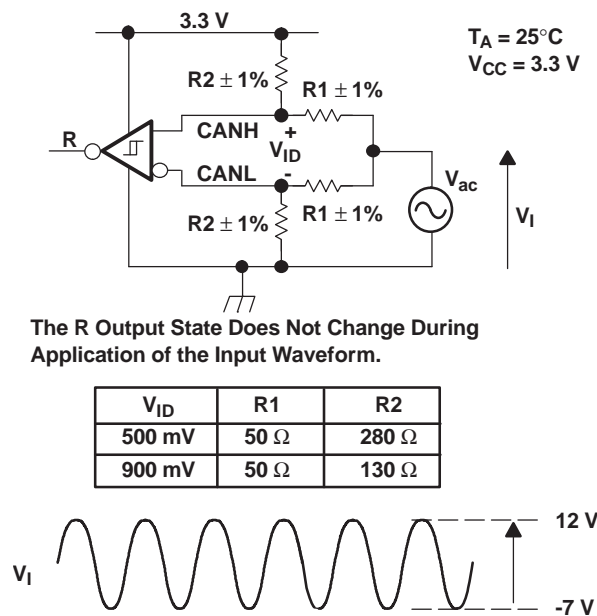 3.3 V
T_A = 25°C
V_CC = 3.3 V
R2 ± 1%
R1 ± 1%
R
CANH
+
V_ID
CANL
-
R2 ± 1%
R1 ± 1%
V_ac
V_I
The R Output State Does Not Change During
Application of the Input Waveform.
V_ID R1 R2
500 mV 50 Ω 280 Ω
900 mV 50 Ω 130 Ω
12 V
V_I
-7 V